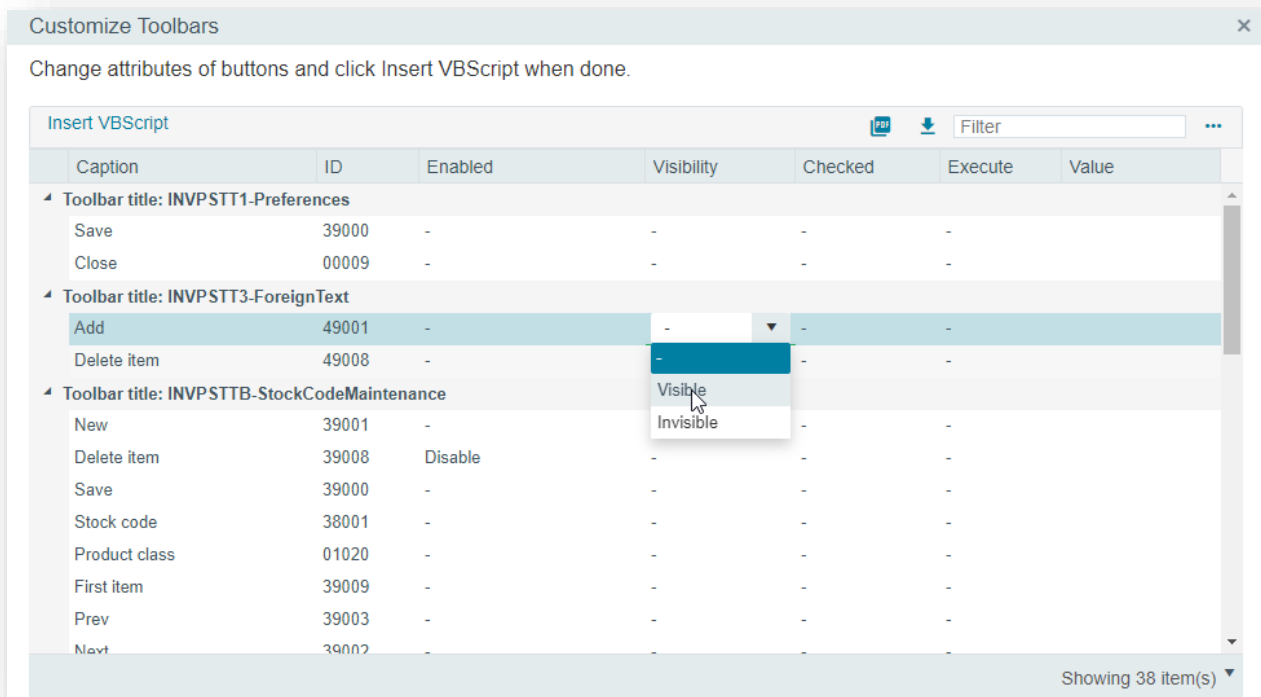 Customize Toolbars ×
Change attributes of buttons and click Insert VBScript when done.
Insert VBScript PDF Filter ...
Caption ID Enabled Visibility Checked Execute Value
Toolbar title: INVPSTT1-Preferences
Save 39000 - - - -
Close 00009 - - - -
Toolbar title: INVPSTT3-ForeignText
Add 49001 - - - -
Delete item 49008 - - - -
Toolbar title: INVPSTTB-StockCodeMaintenance Visible
New 39001 - Invisible - -
Delete item 39008 Disable - - -
Save 39000 - - - -
Stock code 38001 - - - -
Product class 01020 - - - -
First item 39009 - - - -
Prev 39003 - - - -
Next 39002 - - - -
Showing 38 item(s)